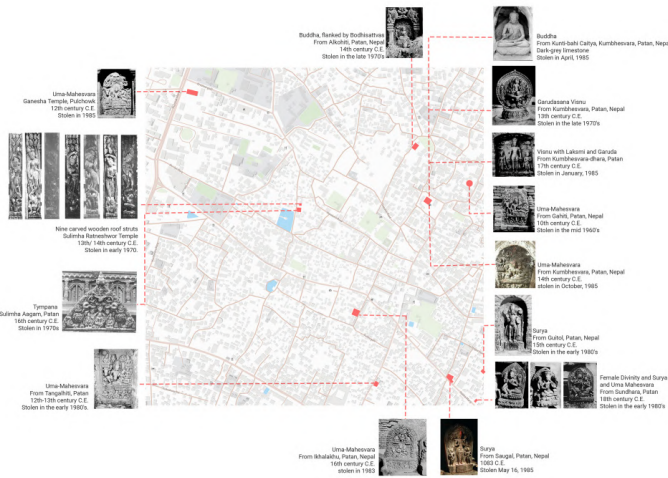 Buddha, flanked by Bodhisattvas
From Alkohiti, Patan, Nepal
14th century C.E.
Stolen in the late 1970's
Buddha
From Kunti-bahi Caitya, Kumbhesvara, Patan, Nepa
Dark-grey limestone
Stolen in April, 1985
Uma-Mahesvara
Ganesha Temple, Pulchowk
12th century C.E.
Stolen in 1985
Garudasana Visnu
From Kumbhesvara, Patan, Nepal
13th century C.E.
Stolen in the late 1970's
Visnu with Laksmi and Garuda
From Kumbhesvara-dhara, Patan
17th century C.E.
Stolen in January, 1985
Uma-Mahesvara
From Gahiti, Patan, Nepal
10th century C.E.
Stolen in the mid 1960's
Nine carved wooden roof struts
Sulimha Ratneshwor Temple
13th/ 14th century C.E.
Stolen in early 1970.
Uma-Mahesvara
From Kumbhesvara, Patan, Nepal
14th century C.E.
stolen in October, 1985
Tympana
Sulimha Aagam, Patan
16th century C.E.
Stolen in 1970s
Surya
From Guitol, Patan, Nepal
15th century C.E.
Stolen in the early 1980's
Uma-Mahesvara
From Tangalhiti, Patan
12th-13th century C.E.
Stolen in the early 1980's.
Female Divinity and Surya
and Uma Mahesvara
From Sundhara, Patan
18th century C.E.
Stolen in the early 1980's
Uma-Mahesvara
From Ikhalakhu, Patan, Nepal
16th century C.E.
stolen in 1983
Surya
From Saugal, Patan, Nepal
1083 C.E.
Stolen May 16, 1985